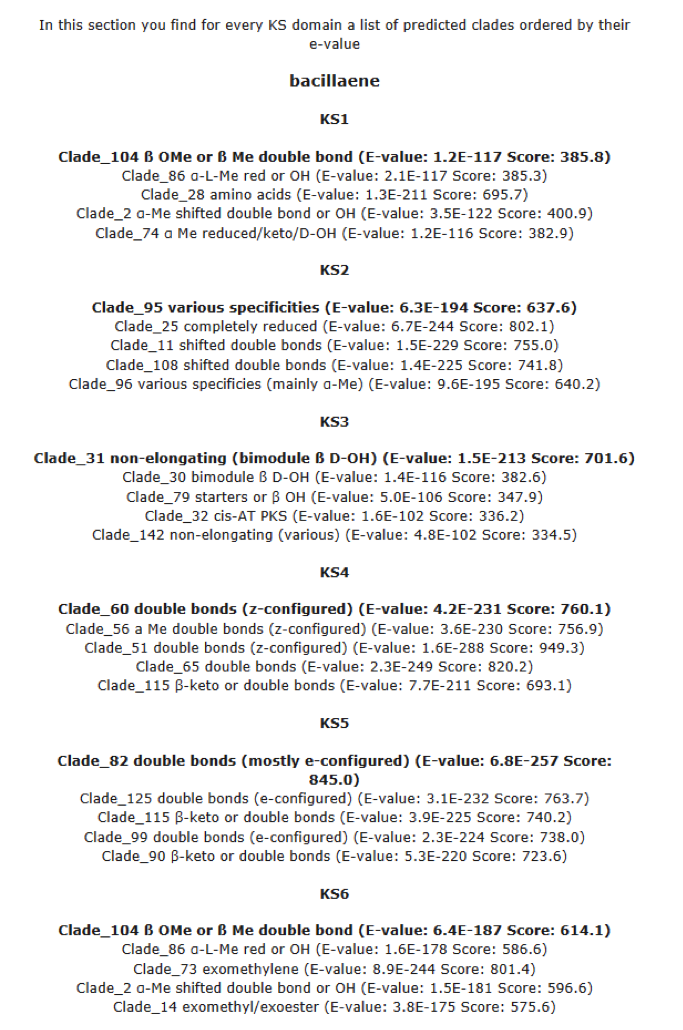 In this section you find for every KS domain a list of predicted clades ordered by their
e-value
bacillaene
KS1
Clade_104 ß OMe or ß Me double bond (E-value: 1.2E-117 Score: 385.8)
Clade_86 α-L-Me red or OH (E-value: 2.1E-117 Score: 385.3)
Clade_28 amino acids (E-value: 1.3E-211 Score: 695.7)
Clade_2 α-Me shifted double bond or OH (E-value: 3.5E-122 Score: 400.9)
Clade_74 α Me reduced/keto/D-OH (E-value: 1.2E-116 Score: 382.9)
KS2
Clade_95 various specificities (E-value: 6.3E-194 Score: 637.6)
Clade_25 completely reduced (E-value: 6.7E-244 Score: 802.1)
Clade_11 shifted double bonds (E-value: 1.5E-229 Score: 755.0)
Clade_108 shifted double bonds (E-value: 1.4E-225 Score: 741.8)
Clade_96 various specificies (mainly α-Me) (E-value: 9.6E-195 Score: 640.2)
KS3
Clade_31 non-elongating (bimodule ß D-OH) (E-value: 1.5E-213 Score: 701.6)
Clade_30 bimodule ß D-OH (E-value: 1.4E-116 Score: 382.6)
Clade_79 starters or β OH (E-value: 5.0E-106 Score: 347.9)
Clade_32 cis-AT PKS (E-value: 1.6E-102 Score: 336.2)
Clade_142 non-elongating (various) (E-value: 4.8E-102 Score: 334.5)
KS4
Clade_60 double bonds (z-configured) (E-value: 4.2E-231 Score: 760.1)
Clade_56 a Me double bonds (z-configured) (E-value: 3.6E-230 Score: 756.9)
Clade_51 double bonds (z-configured) (E-value: 1.6E-288 Score: 949.3)
Clade_65 double bonds (E-value: 2.3E-249 Score: 820.2)
Clade_115 β-keto or double bonds (E-value: 7.7E-211 Score: 693.1)
KS5
Clade_82 double bonds (mostly e-configured) (E-value: 6.8E-257 Score:
845.0)
Clade_125 double bonds (e-configured) (E-value: 3.1E-232 Score: 763.7)
Clade_115 β-keto or double bonds (E-value: 3.9E-225 Score: 740.2)
Clade_99 double bonds (e-configured) (E-value: 2.3E-224 Score: 738.0)
Clade_90 β-keto or double bonds (E-value: 5.3E-220 Score: 723.6)
KS6
Clade_104 ß OMe or ß Me double bond (E-value: 6.4E-187 Score: 614.1)
Clade_86 α-L-Me red or OH (E-value: 1.6E-178 Score: 586.6)
Clade_73 exomethylene (E-value: 8.9E-244 Score: 801.4)
Clade_2 α-Me shifted double bond or OH (E-value: 1.5E-181 Score: 596.6)
Clade_14 exomethyl/exoester (E-value: 3.8E-175 Score: 575.6)